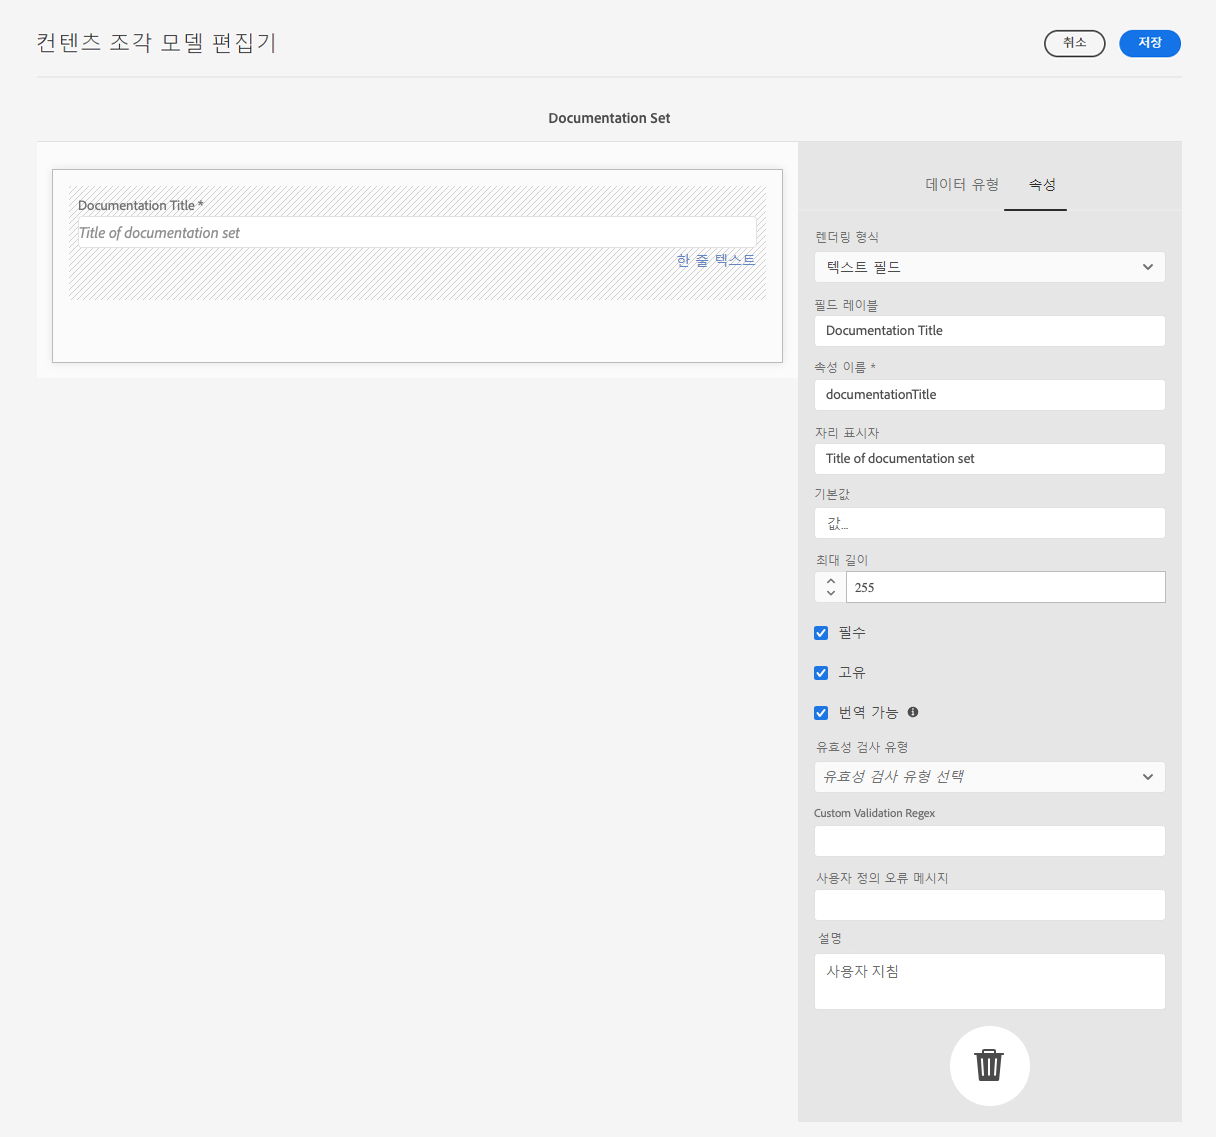 컨텐츠 조각 모델 편집기
취소
저장
Documentation Set
Documentation Title *
Title of documentation set
한 줄 텍스트
데이터 유형
속성
렌더링 형식
텍스트 필드
필드 레이블
Documentation Title
속성 이름 *
documentationTitle
자리 표시자
Title of documentation set
기본값
값...
최대 길이
255
필수
고유
번역 가능
유효성 검사 유형
유효성 검사 유형 선택
Custom Validation Regex
사용자 정의 오류 메시지
설명
사용자 지침